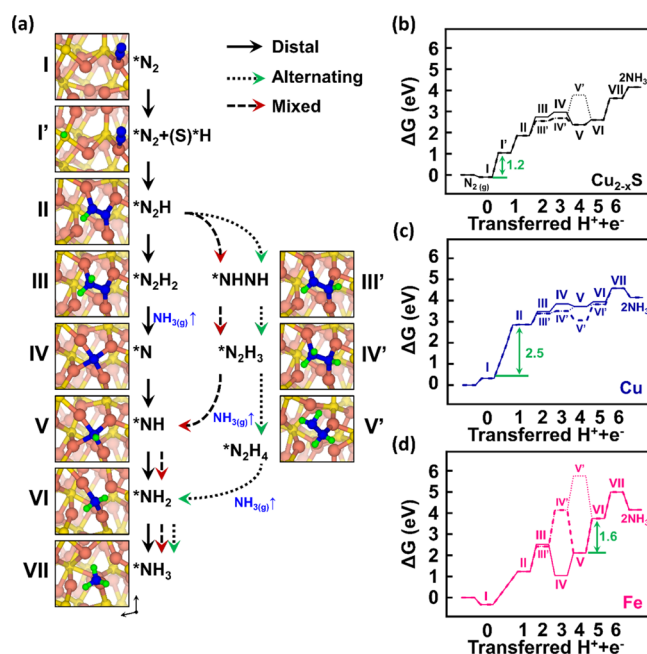 (a)
I
*N2
Distal
Alternating
Mixed
I'
*N2+(S)*H
II
*N2H
III
*N2H2
*NHNH
III'
NH3(g)↑
IV
*N
*N2H3
IV'
V
*NH
NH3(g)↑
*N2H4
V'
VI
*NH2
NH3(g)↑
VII
*NH3
(b)
ΔG (eV)
6
5
4
3
2
1
0
N2 (g)
I
I'
1.2
II
III
III'
IV
IV'
V'
V
VI
VII
2NH3
Cu2-xS
0 1 2 3 4 5 6
Transferred H+ +e-
(c)
ΔG (eV)
6
5
4
3
2
1
0
I
II
2.5
III
III'
IV
IV'
V
V'
VI
VI'
VII
2NH3
Cu
0 1 2 3 4 5 6
Transferred H+ +e-
(d)
ΔG (eV)
6
5
4
3
2
1
0
I
II
III
III'
IV'
IV
V'
V
VI
1.6
VII
2NH3
Fe
0 1 2 3 4 5 6
Transferred H+ +e-